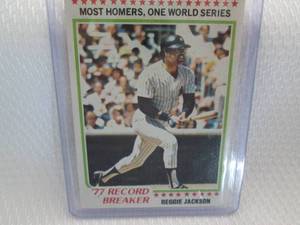 MOST HOMERS, ONE WORLD SERIES
'77 RECORD
BREAKER
REGGIE JACKSON